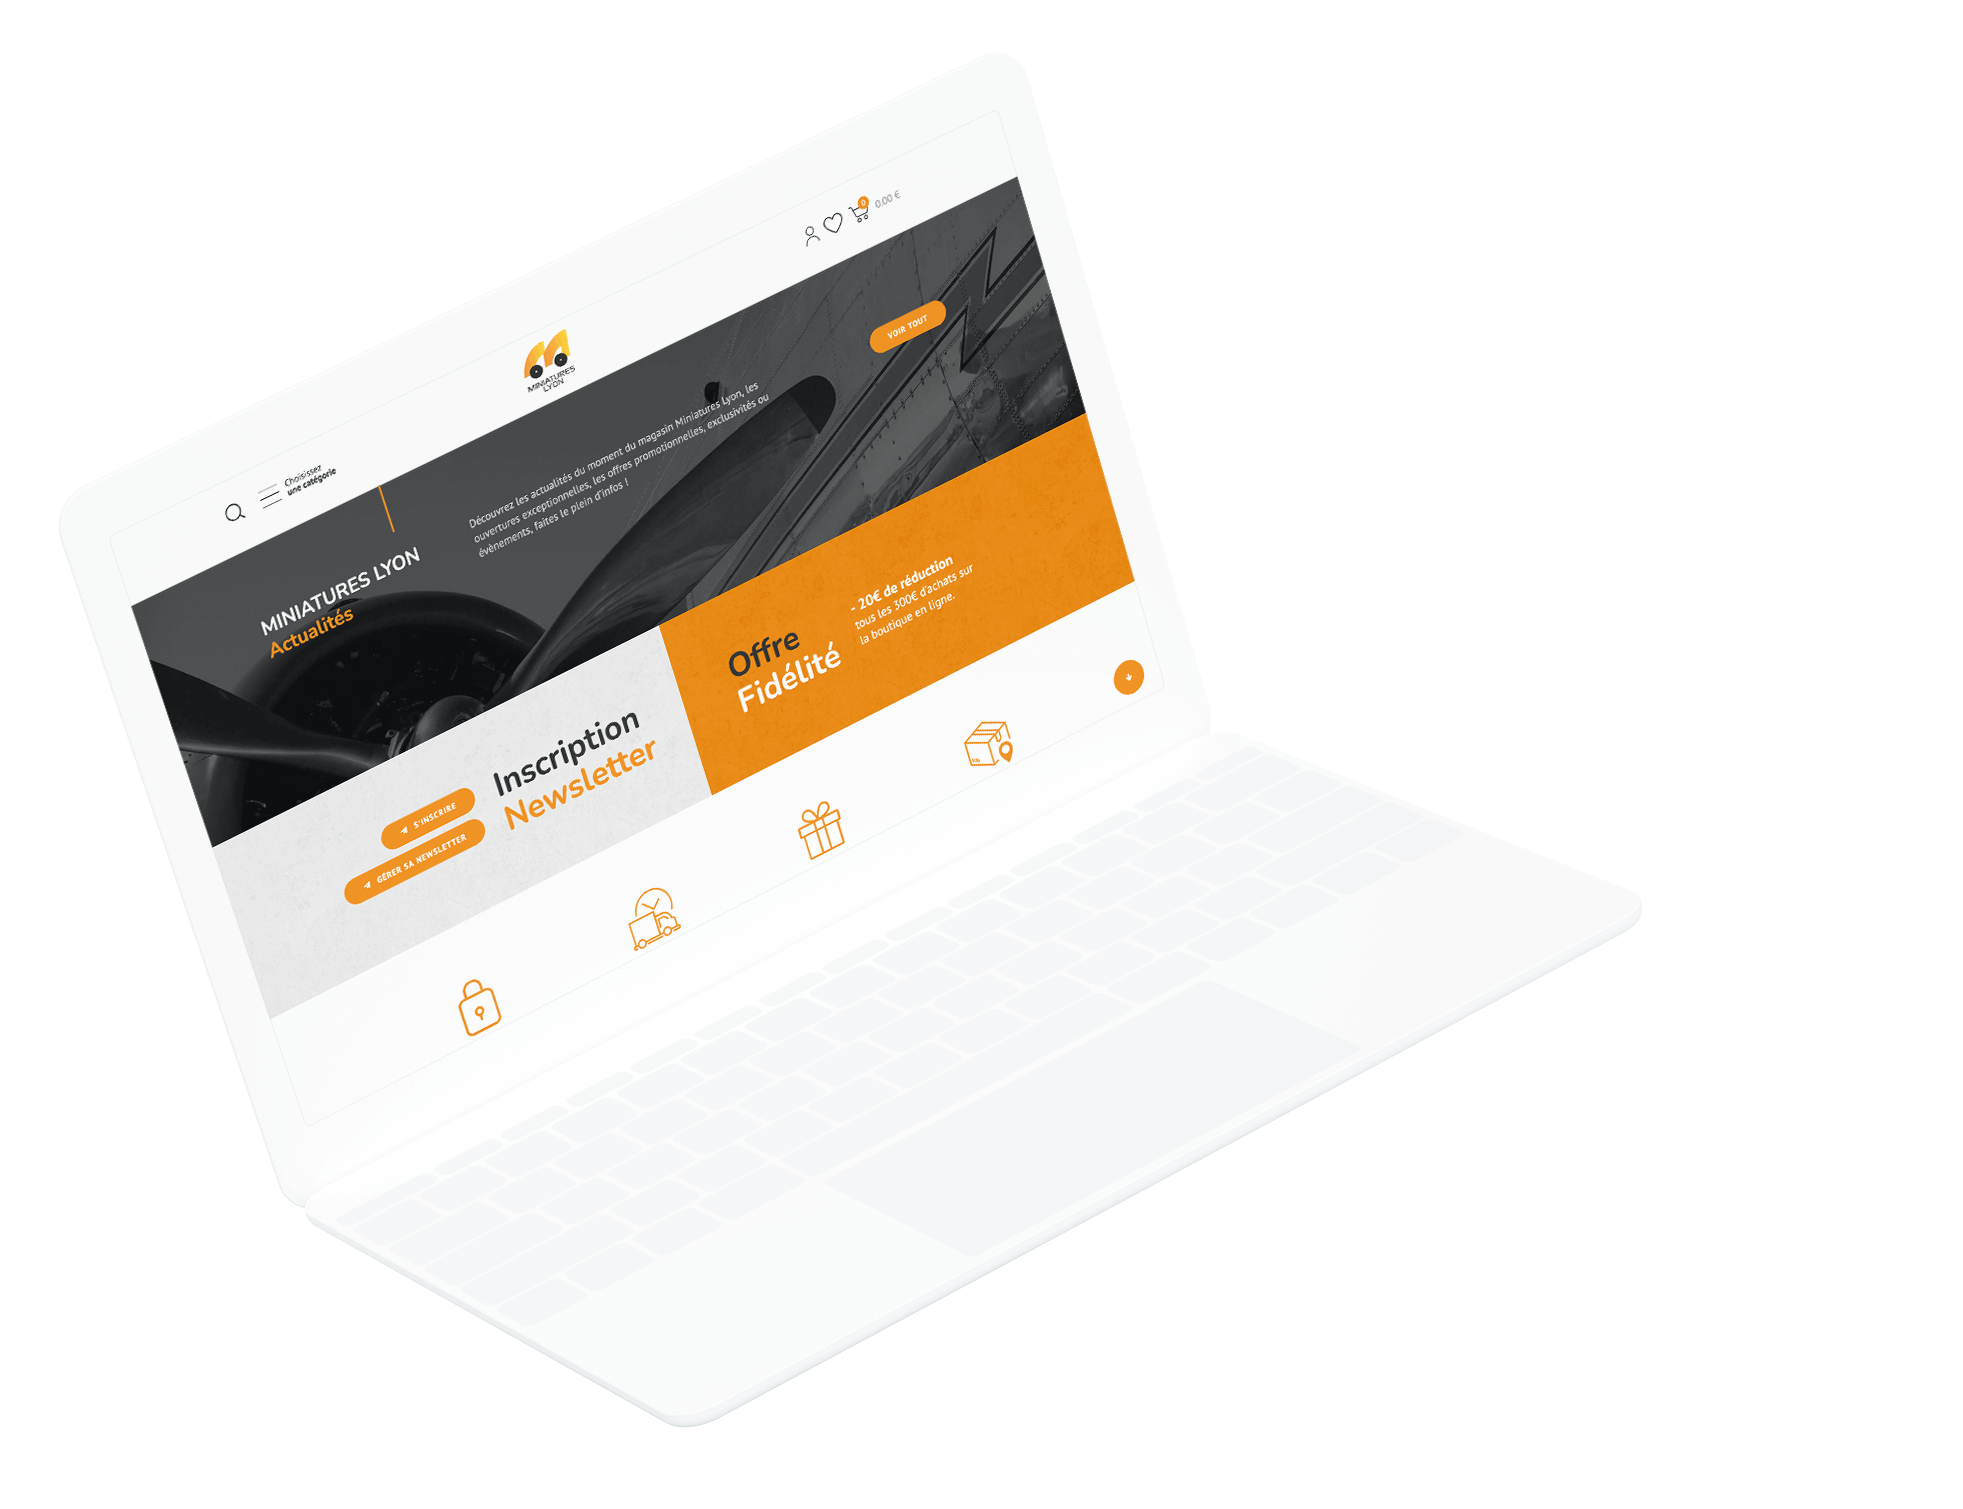 Choisissez
une catégorie
MINIATURES
LYON
0
0.00 €
MINIATURES LYON
Actualités
Découvrez les actualités du moment du magasin Miniatures Lyon, les
ouvertures exceptionnelles, les offres promotionnelles, exclusivités ou
évènements, faites le plein d'infos !
VOIR TOUT
S'INSCRIRE
GÉRER SA NEWSLETTER
Inscription
Newsletter
Offre
Fidélité
- 20€ de réduction
tous les 300€ d'achats sur
la boutique en ligne.